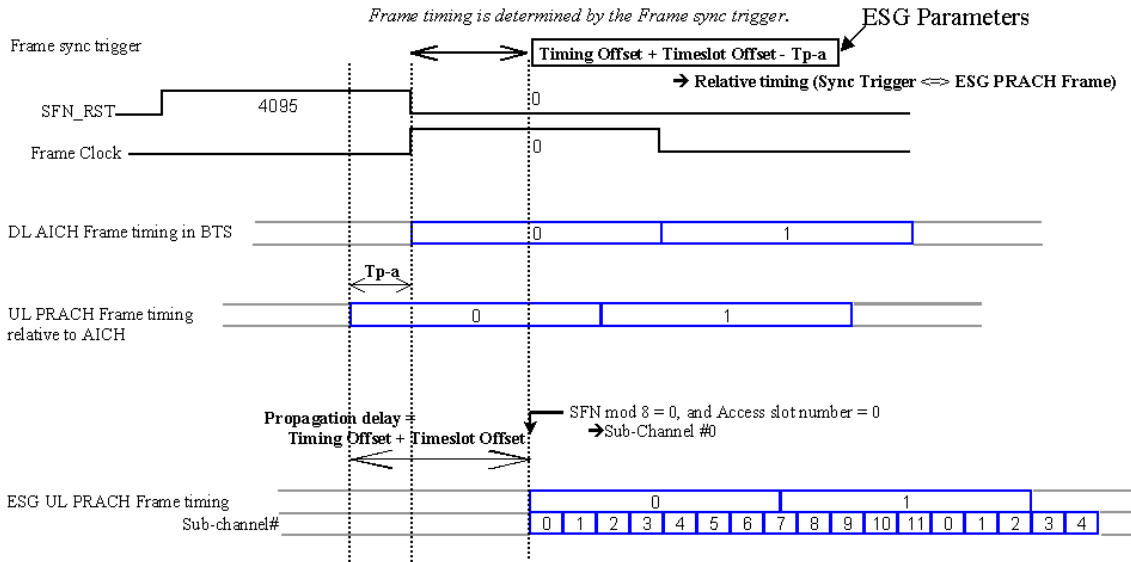 Frame timing is determined by the Frame sync trigger.
ESG Parameters
Frame sync trigger
Timing Offset + Timeslot Offset - Tp-a
➔ Relative timing (Sync Trigger <=> ESG PRACH Frame)
SFN_RST
4095
0
Frame Clock
0
DL AICH Frame timing in BTS
0
1
Tp-a
UL PRACH Frame timing
relative to AICH
0
1
Propagation delay =
Timing Offset + Timeslot Offset
SFN mod 8 = 0, and Access slot number = 0
➔Sub-Channel #0
ESG UL PRACH Frame timing
0
1
Sub-channel#
0 1 2 3 4 5 6 7 8 9 10 11 0 1 2 3 4